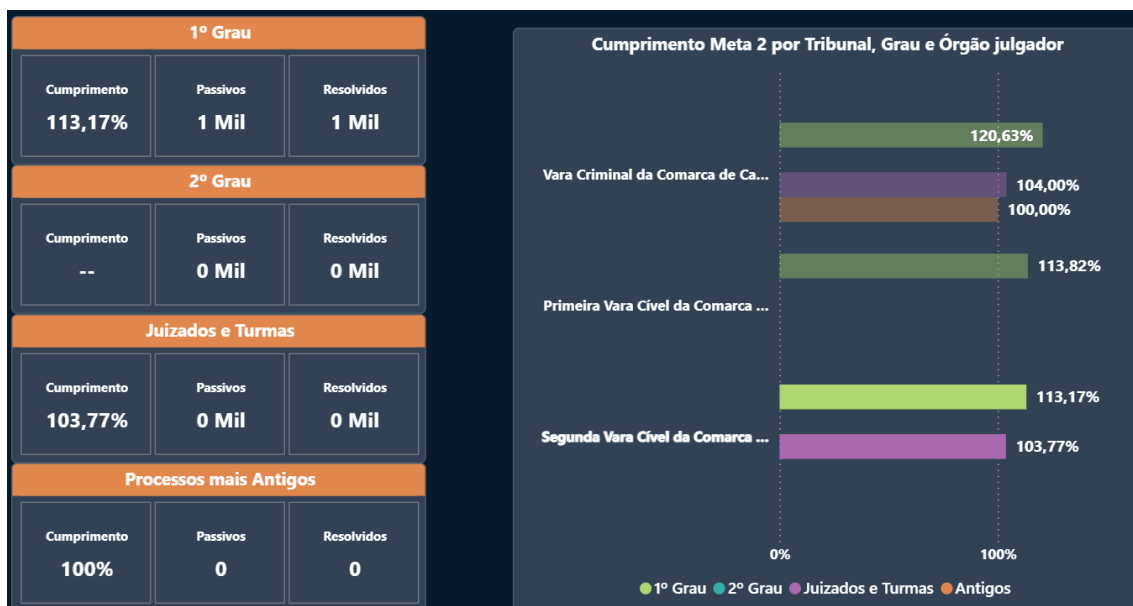 1º Grau
Cumprimento Passivos Resolvidos
113,17% 1 Mil 1 Mil
2º Grau
Cumprimento Passivos Resolvidos
-- 0 Mil 0 Mil
Juizados e Turmas
Cumprimento Passivos Resolvidos
103,77% 0 Mil 0 Mil
Processos mais Antigos
Cumprimento Passivos Resolvidos
100% 0 0
Cumprimento Meta 2 por Tribunal, Grau e Órgão julgador
120,63%
Vara Criminal da Comarca de Ca...
104,00%
100,00%
113,82%
Primeira Vara Cível da Comarca ...
113,17%
Segunda Vara Cível da Comarca ...
103,77%
0% 100%
1º Grau 2º Grau Juizados e Turmas Antigos